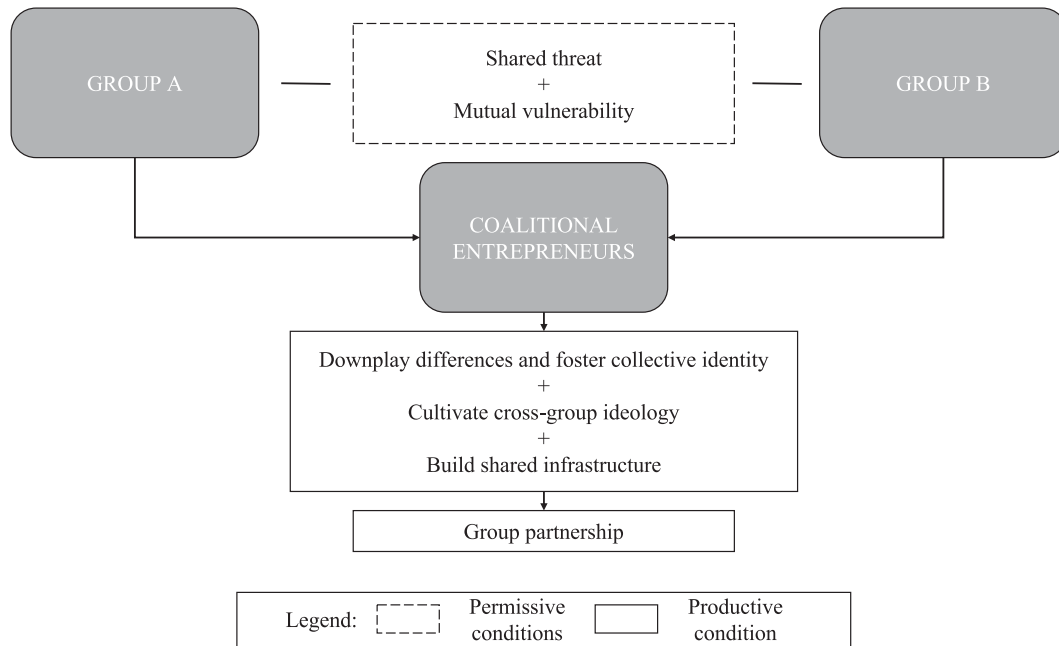 GROUP A
Shared threat
+
Mutual vulnerability
GROUP B
COALITIONAL
ENTREPRENEURS
Downplay differences and foster collective identity
+
Cultivate cross-group ideology
+
Build shared infrastructure
Group partnership
Legend:
Permissive
conditions
Productive
condition